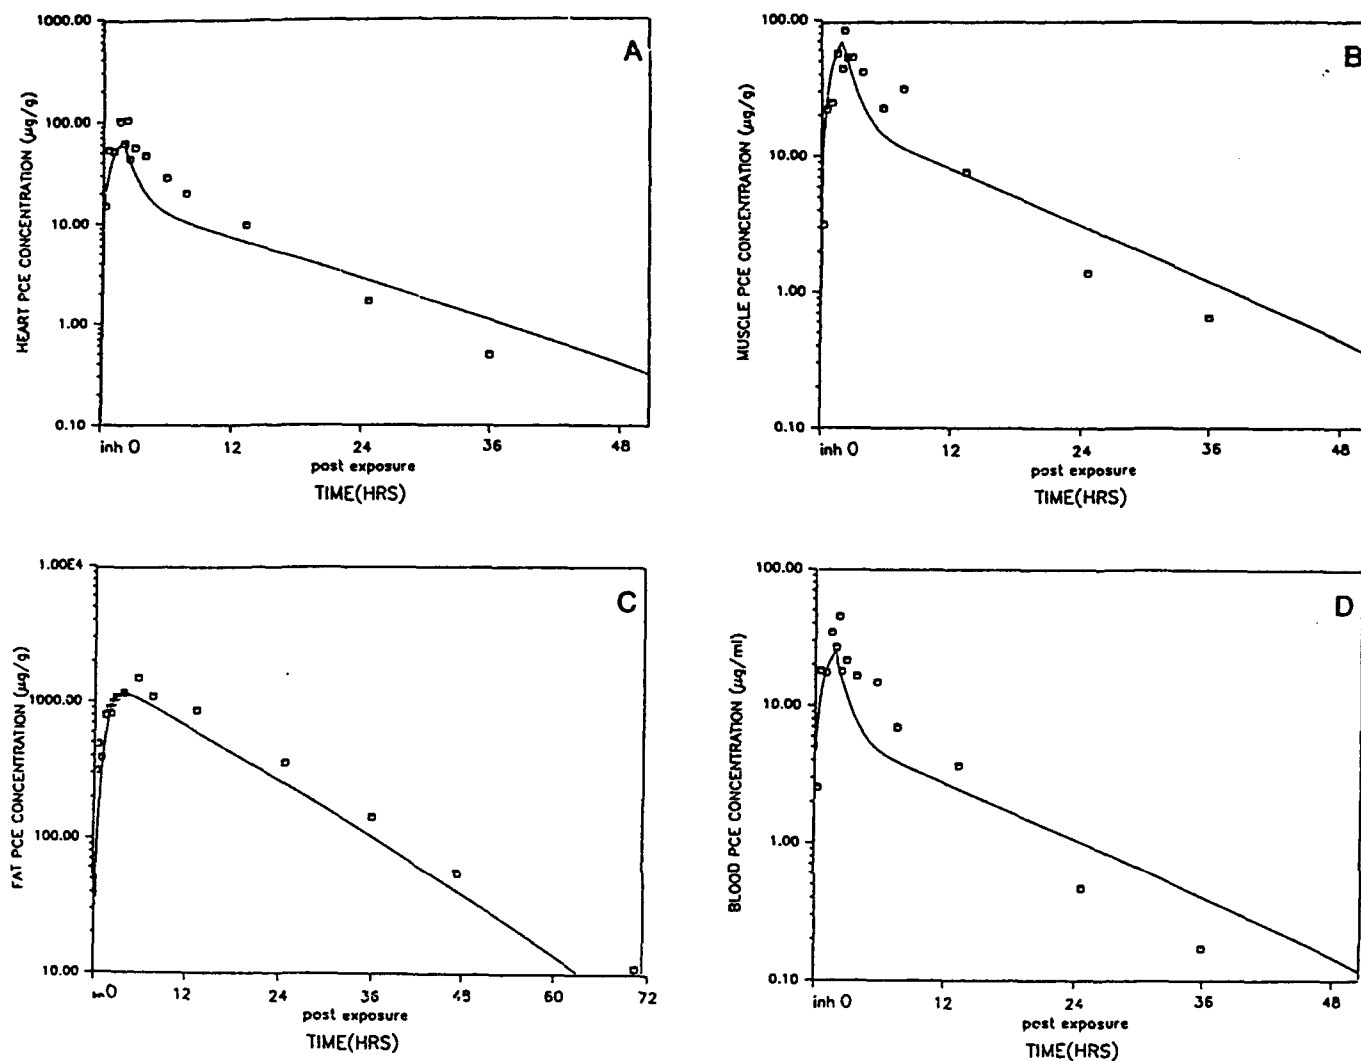 A
HEART PCE CONCENTRATION (µg/g)
1000.00
100.00
10.00
1.00
0.10
inh 0 12 24 36 48
post exposure
TIME(HRS)
B
MUSCLE PCE CONCENTRATION (µg/g)
100.00
10.00
1.00
0.10
inh 0 12 24 36 48
post exposure
TIME(HRS)
C
FAT PCE CONCENTRATION (µg/g)
1.00E4
1000.00
100.00
10.00
inh 0 12 24 36 48 60 72
post exposure
TIME(HRS)
D
BLOOD PCE CONCENTRATION (µg/ml)
100.00
10.00
1.00
0.10
inh 0 12 24 36 48
post exposure
TIME(HRS)